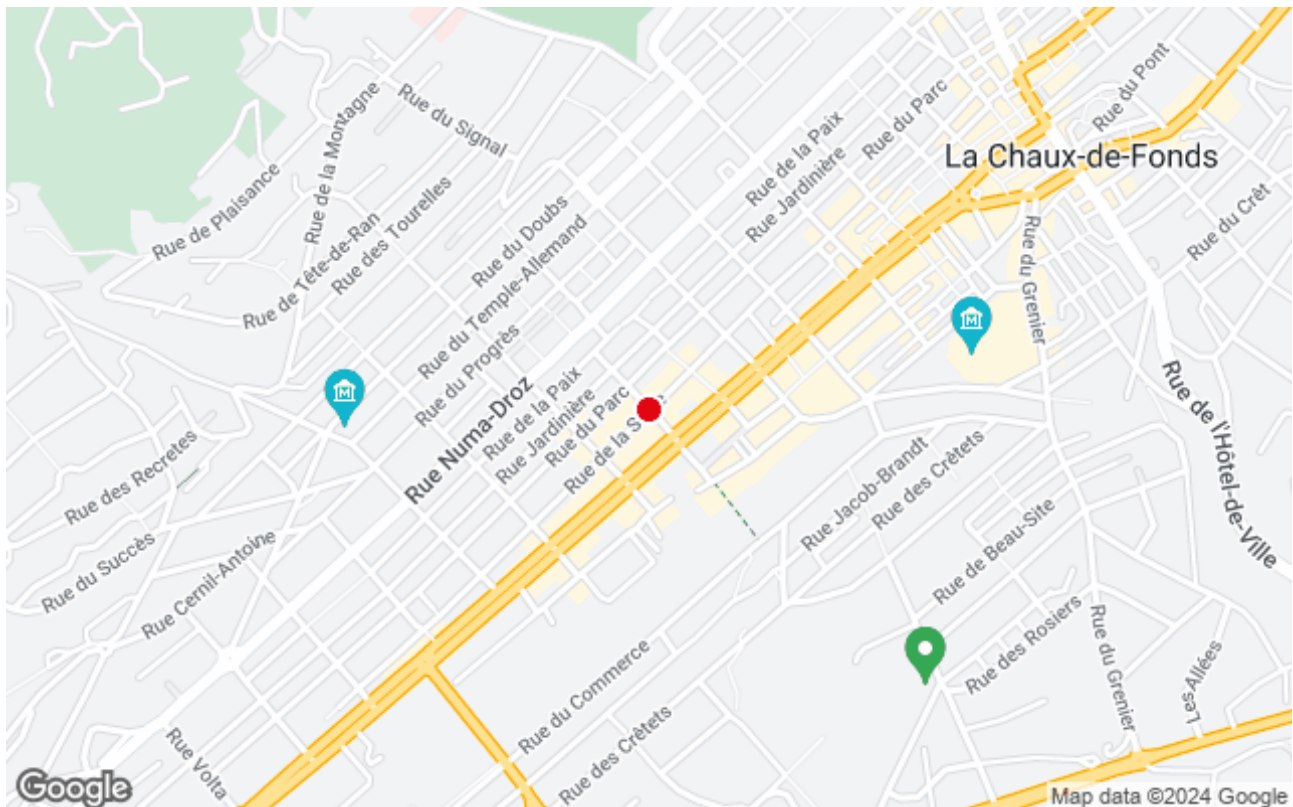 Rue du Signal
Rue de la Montagne
Rue de Plaisance
Rue de Tête-de-Ran
Rue des Tourelles
Rue du Doubs
Rue du Temple-Allemand
Rue du Progrès
Rue Numa-Droz
Rue de la Paix
Rue Jardinière
Rue du Parc
Rue de la Paix
Rue Jardinière
Rue du Parc
Rue de la S
Rue du Pont
La Chaux-de-Fonds
Rue du Crêt
Rue du Grenier
Rue de l'Hôtel-de-Ville
M
M
Rue des Recretes
Rue du Succès
Rue Cernil-Antoine
Rue Jacob-Brandt
Rue des Crêtets
Rue de Beau-Site
Rue des Rosiers
Rue du Grenier
Les-Allées
Rue du Commerce
Rue des Crêtets
Rue Volta
Google
Map data ©2024 Google